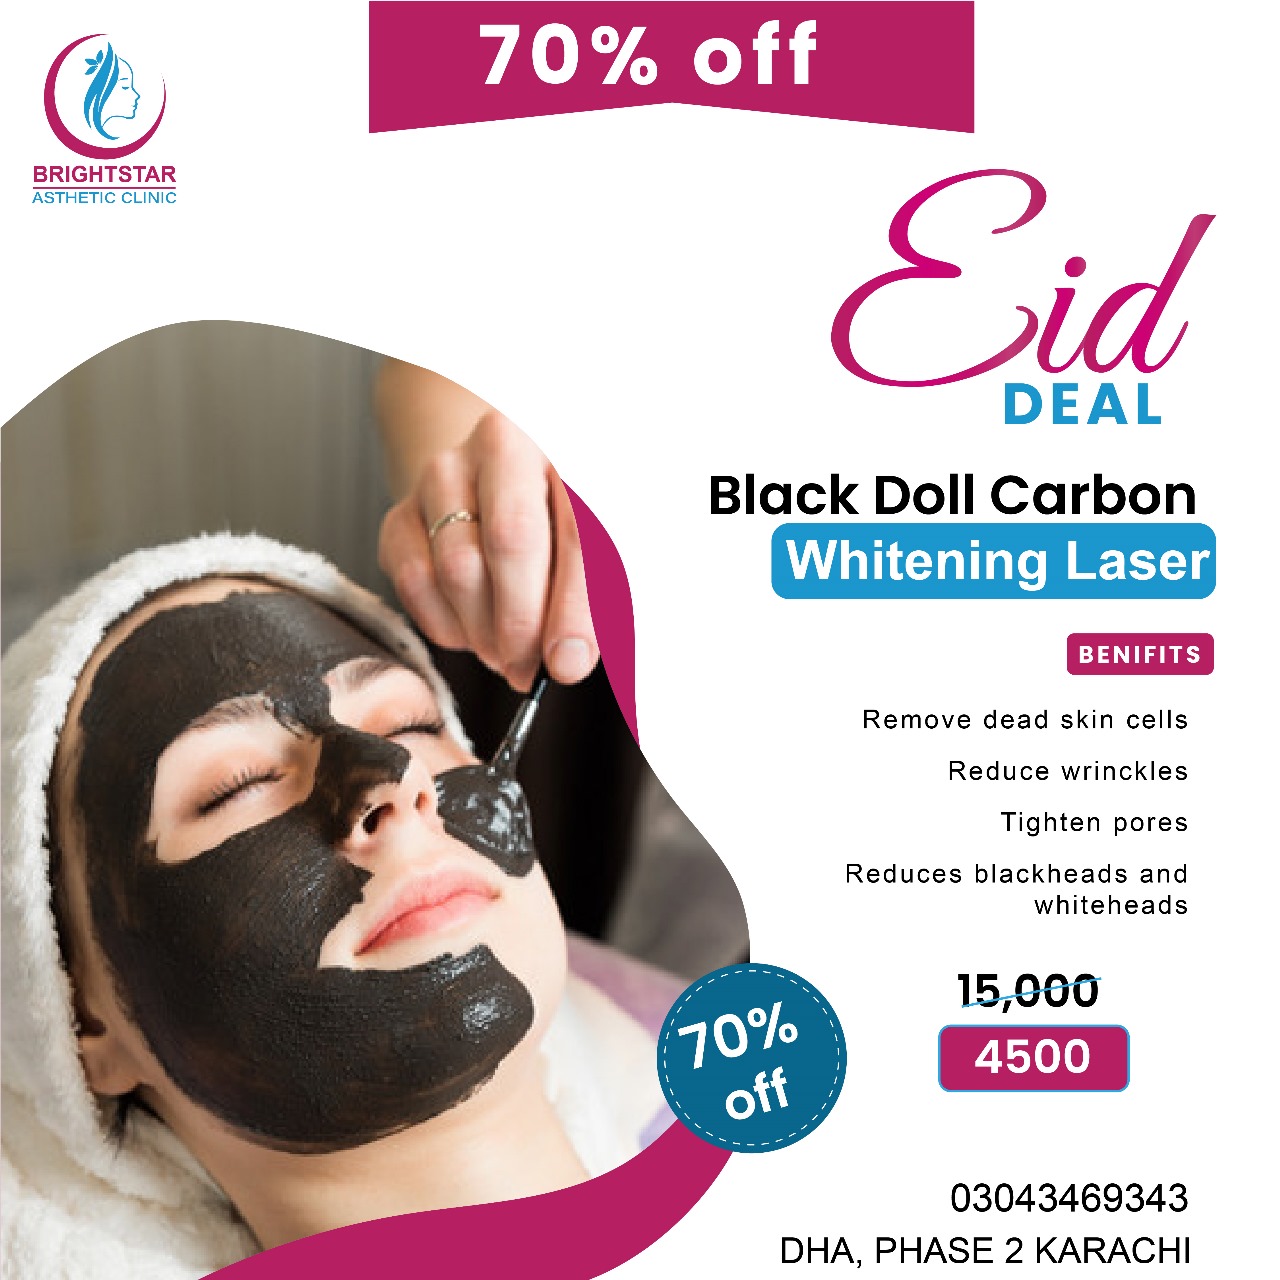 70% off
BRIGHTSTAR
ASTHETIC CLINIC
Eid
DEAL
Black Doll Carbon
Whitening Laser
BENIFITS
Remove dead skin cells
Reduce wrinckles
Tighten pores
Reduces blackheads and
whiteheads
15,000
4500
70%
off
03043469343
DHA, PHASE 2 KARACHI